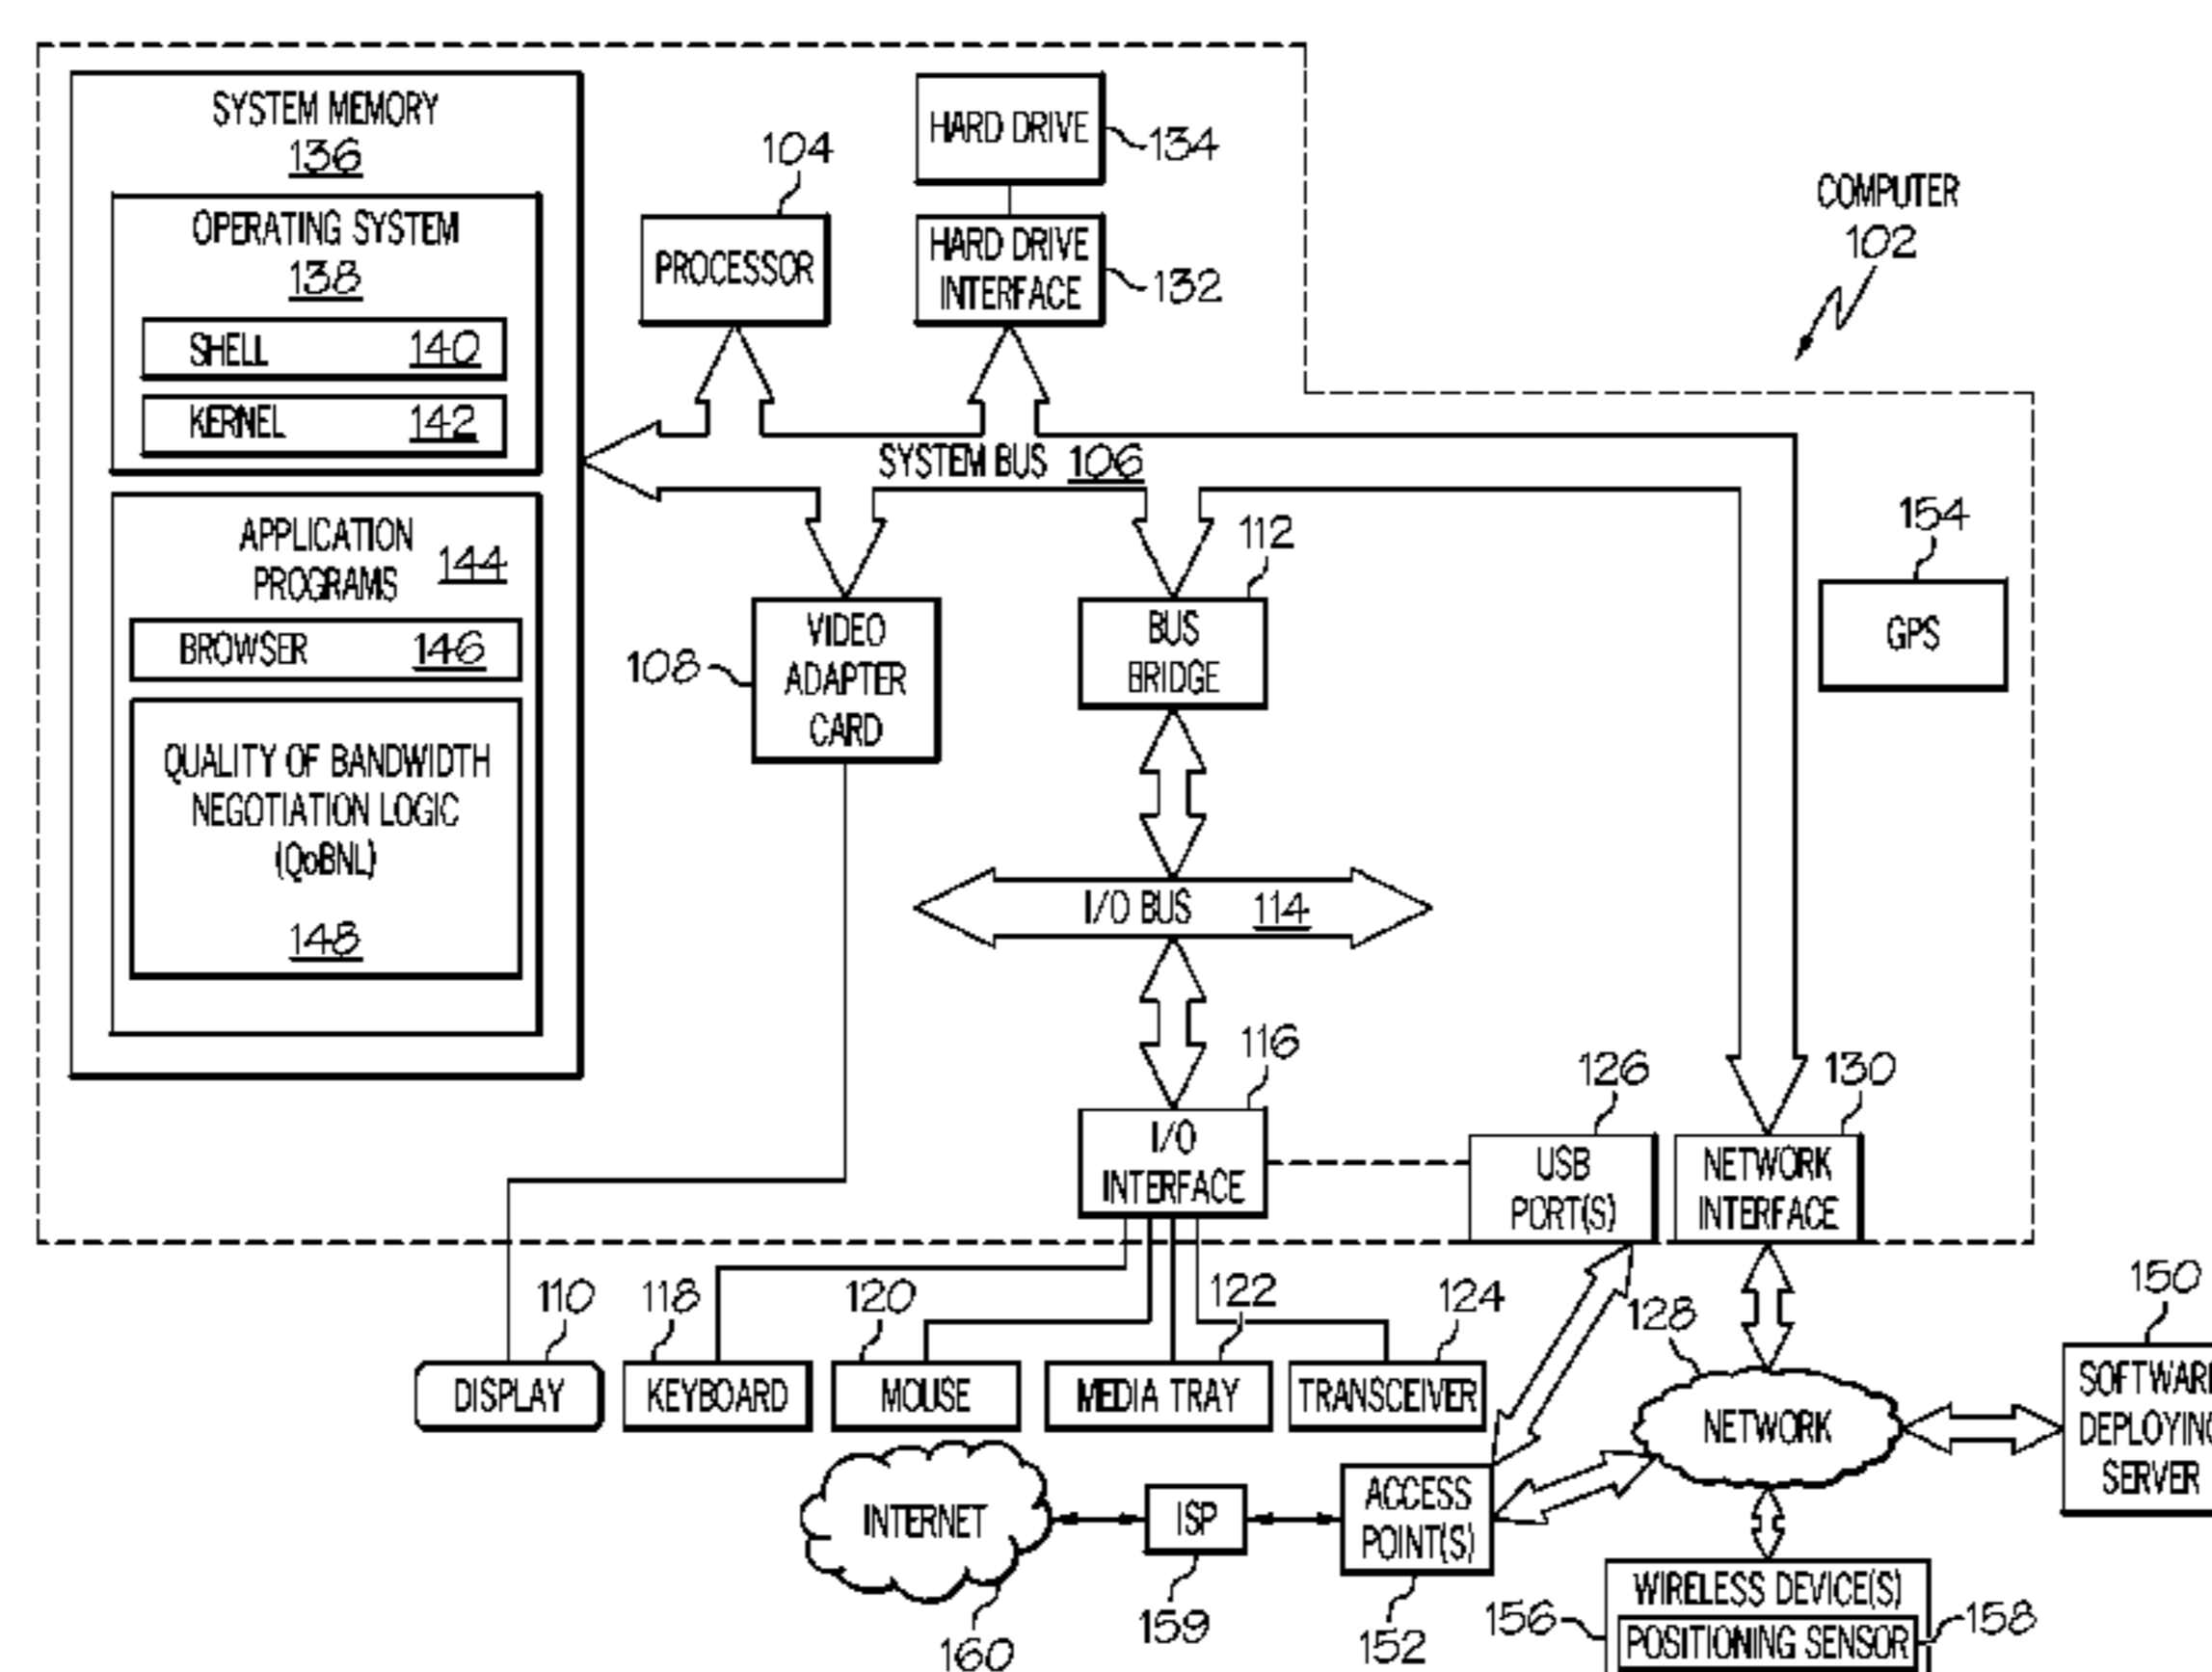 SYSTEM MEMORY
136
OPERATING SYSTEM
138
SHELL 140
KERNEL 142
APPLICATION
PROGRAMS 144
BROWSER 146
QUALITY OF BANDWIDTH
NEGOTIATION LOGIC
(QoBNL)
148
104
PROCESSOR
HARD DRIVE
134
HARD DRIVE
INTERFACE
132
COMPUTER
102
SYSTEM BUS 106
108
VIDEO
ADAPTER
CARD
112
BUS
BRIDGE
154
GPS
I/O BUS 114
116
I/O
INTERFACE
126
USB
PORT(S)
130
NETWORK
INTERFACE
110
DISPLAY
118
KEYBOARD
120
MOUSE
122
MEDIA TRAY
124
TRANSCEIVER
128
NETWORK
150
DEPLOYING
SERVER
INTERNET
160
ISP
159
ACCESS
POINT(S)
152
WIRELESS DEVICE(S)
156
POSITIONING SENSOR
158